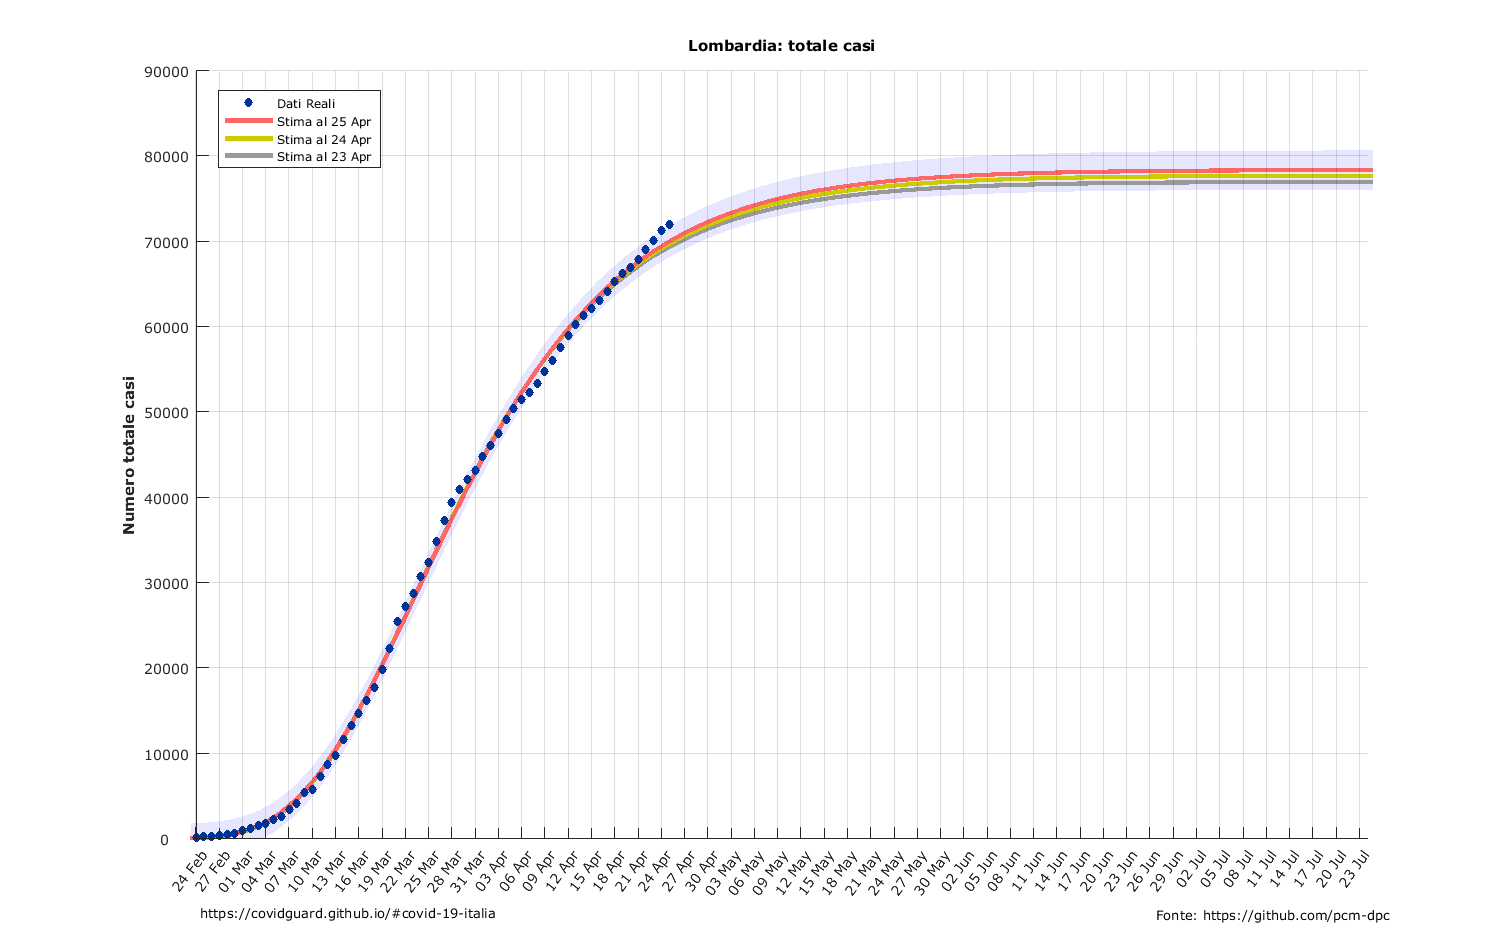 Lombardia: totale casi
90000
80000
70000
60000
50000
40000
30000
20000
10000
0
Numero totale casi
Dati Reali
Stima al 25 Apr
Stima al 24 Apr
Stima al 23 Apr
24 Feb
27 Feb
01 Mar
04 Mar
07 Mar
10 Mar
13 Mar
16 Mar
19 Mar
22 Mar
25 Mar
28 Mar
31 Mar
03 Apr
06 Apr
09 Apr
12 Apr
15 Apr
18 Apr
21 Apr
24 Apr
27 Apr
30 Apr
03 May
06 May
09 May
12 May
15 May
18 May
21 May
24 May
27 May
30 May
02 Jun
05 Jun
08 Jun
11 Jun
14 Jun
17 Jun
20 Jun
23 Jun
26 Jun
29 Jun
02 Jul
05 Jul
08 Jul
11 Jul
14 Jul
17 Jul
20 Jul
23 Jul
https://covidguard.github.io/#covid-19-italia
Fonte: https://github.com/pcm-dpc